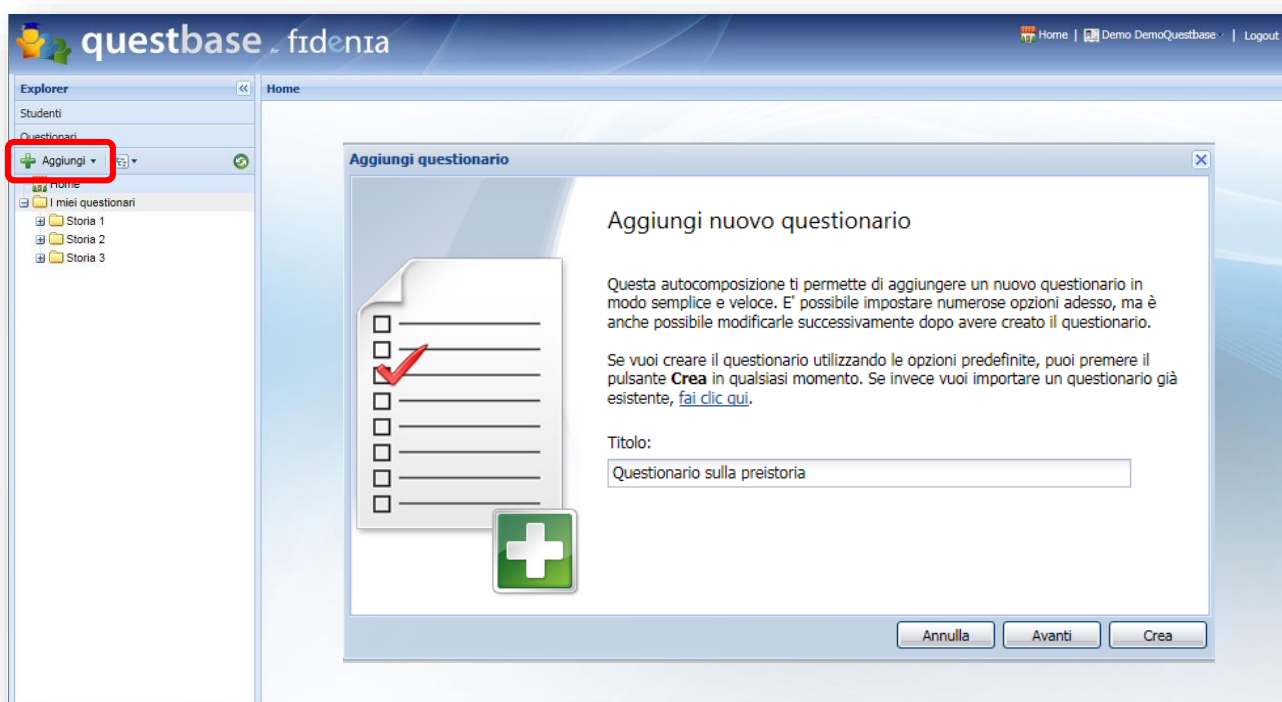 questbase for fidenia
Home | Demo DemoQuestbase | Logout
Explorer
Home
Studenti
Questionari
Aggiungi
Home
I miei questionari
Storia 1
Storia 2
Storia 3
Aggiungi questionario
Aggiungi nuovo questionario
Questa autocomposizione ti permette di aggiungere un nuovo questionario in
modo semplice e veloce. E' possibile impostare numerose opzioni adesso, ma è
anche possibile modificarle successivamente dopo avere creato il questionario.
Se vuoi creare il questionario utilizzando le opzioni predefinite, puoi premere il
pulsante Crea in qualsiasi momento. Se invece vuoi importare un questionario già
esistente, fai clic qui.
Titolo:
Questionario sulla preistoria
Annulla
Avanti
Crea